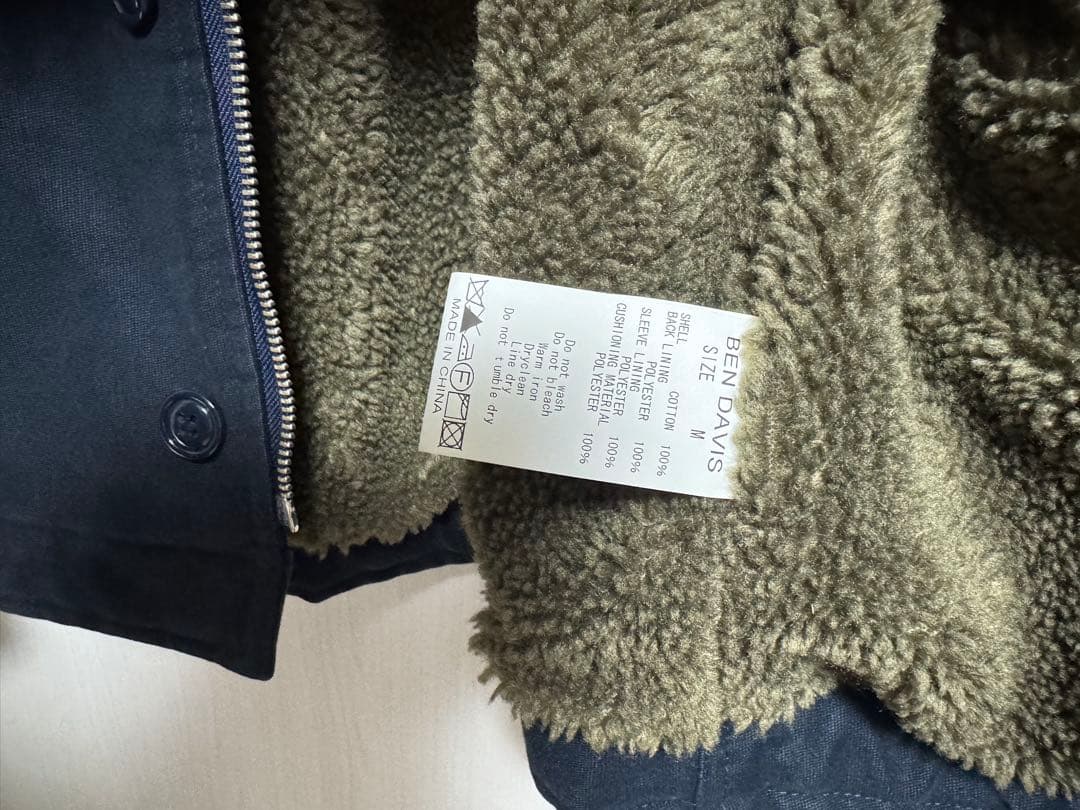 BEN DAVIS
SIZE M
SHELL
COTTON 100%
BACK LINING
POLYESTER 100%
SLEEVE LINING
POLYESTER 100%
CUSHIONING MATERIAL
POLYESTER 100%
Do not wash
Do not bleach
Warm iron
Dryclean
Line dry
Do not tumble dry
F
MADE IN CHINA